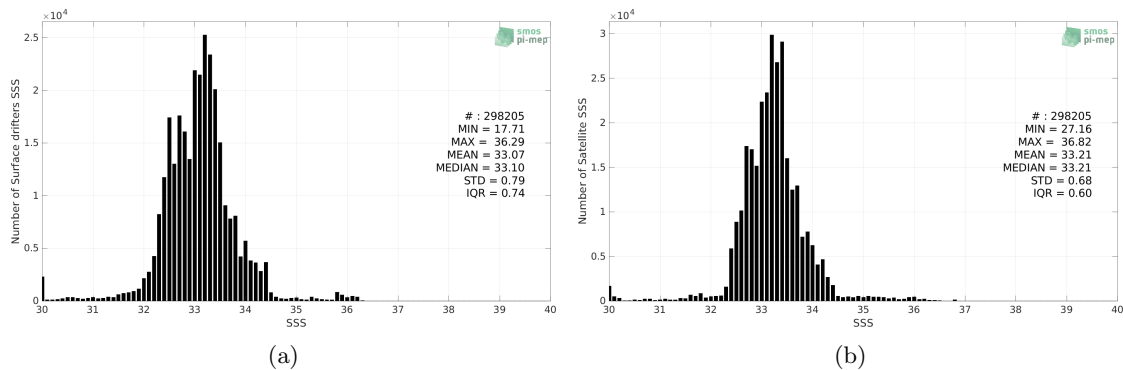 ×10⁴
smos
pi-mep
Number of Surface drifters SSS
2.5
2
1.5
1
0.5
0
# : 298205
MIN = 17.71
MAX = 36.29
MEAN = 33.07
MEDIAN = 33.10
STD = 0.79
IQR = 0.74
30 31 32 33 34 35 36 37 38 39 40
SSS
(a)
×10⁴
smos
pi-mep
Number of Satellite SSS
3
2.5
2
1.5
1
0.5
0
# : 298205
MIN = 27.16
MAX = 36.82
MEAN = 33.21
MEDIAN = 33.21
STD = 0.68
IQR = 0.60
30 31 32 33 34 35 36 37 38 39 40
SSS
(b)